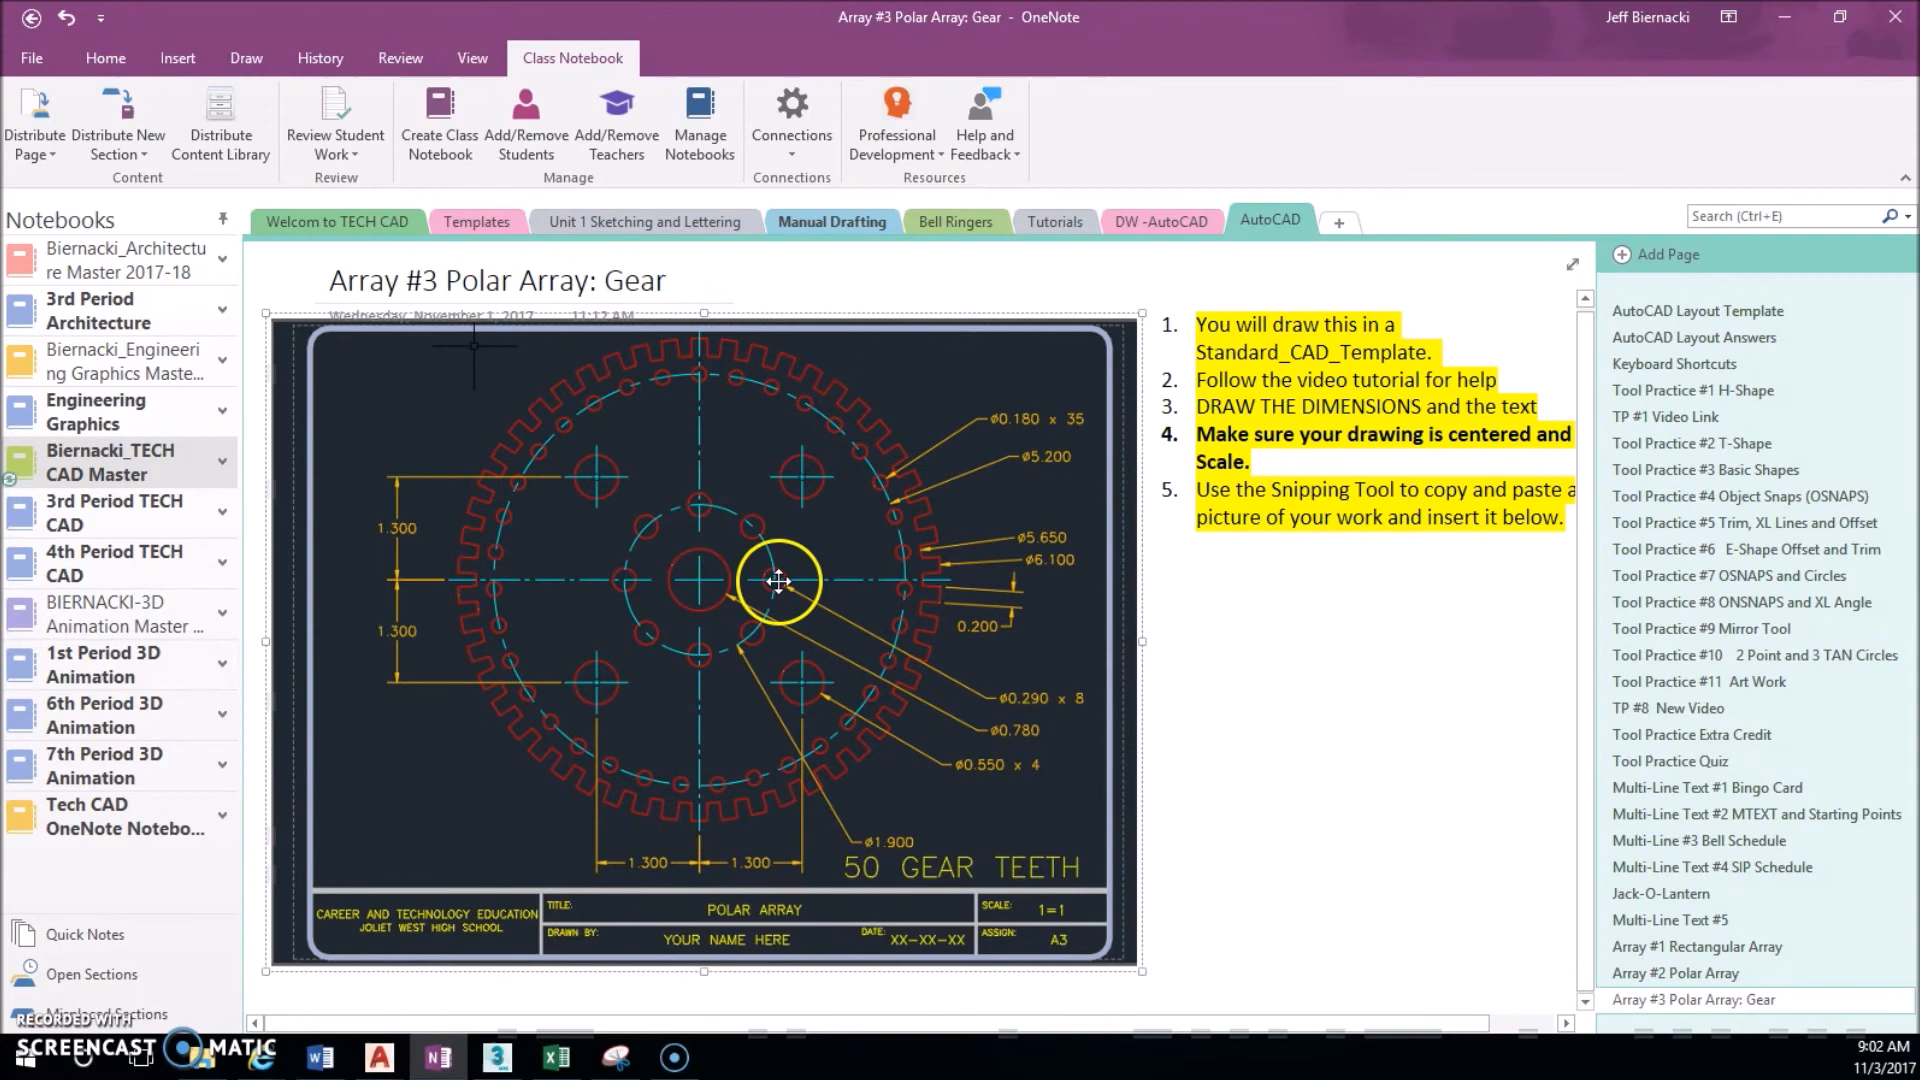 Array #3 Polar Array: Gear - OneNote
Jeff Biernacki
File
Home
Insert
Draw
History
Review
View
Class Notebook
Distribute Page
Distribute New Section
Distribute Content Library
Content
Review Student Work
Review
Create Class Notebook
Add/Remove Students
Add/Remove Teachers
Manage Notebooks
Manage
Connections
Connections
Professional Development
Help and Feedback
Resources
Notebooks
Biernacki_Architectu
re Master 2017-18
3rd Period
Architecture
Biernacki_Engineeri
ng Graphics Maste...
Engineering
Graphics
Biernacki_TECH
CAD Master
3rd Period TECH
CAD
4th Period TECH
CAD
BIERNACKI-3D
Animation Master ...
1st Period 3D
Animation
6th Period 3D
Animation
7th Period 3D
Animation
Tech CAD
OneNote Notebo...
Quick Notes
Open Sections
Misplaced Sections
Welcom to TECH CAD
Templates
Unit 1 Sketching and Lettering
Manual Drafting
Bell Ringers
Tutorials
DW -AutoCAD
AutoCAD
Search (Ctrl+E)
Array #3 Polar Array: Gear
Wednesday, November 1, 2017 11:12 AM
ø0.180 x 35
ø5.200
1.300
ø5.650
ø6.100
1.300
0.200
ø0.290 x 8
ø0.780
ø0.550 x 4
ø1.900
1.300
1.300
50 GEAR TEETH
CAREER AND TECHNOLOGY EDUCATION
JOLIET WEST HIGH SCHOOL
TITLE:
POLAR ARRAY
SCALE:
1=1
DRAWN BY:
YOUR NAME HERE
DATE:
XX-XX-XX
ASSIGN:
A3
1. You will draw this in a
Standard_CAD_Template.
2. Follow the video tutorial for help
3. DRAW THE DIMENSIONS and the text
4. Make sure your drawing is centered and
Scale.
5. Use the Snipping Tool to copy and paste a
picture of your work and insert it below.
Add Page
AutoCAD Layout Template
AutoCAD Layout Answers
Keyboard Shortcuts
Tool Practice #1 H-Shape
TP #1 Video Link
Tool Practice #2 T-Shape
Tool Practice #3 Basic Shapes
Tool Practice #4 Object Snaps (OSNAPS)
Tool Practice #5 Trim, XL Lines and Offset
Tool Practice #6 E-Shape Offset and Trim
Tool Practice #7 OSNAPS and Circles
Tool Practice #8 ONSNAPS and XL Angle
Tool Practice #9 Mirror Tool
Tool Practice #10 2 Point and 3 TAN Circles
Tool Practice #11 Art Work
TP #8 New Video
Tool Practice Extra Credit
Tool Practice Quiz
Multi-Line Text #1 Bingo Card
Multi-Line Text #2 MTEXT and Starting Points
Multi-Line #3 Bell Schedule
Multi-Line Text #4 SIP Schedule
Jack-O-Lantern
Multi-Line Text #5
Array #1 Rectangular Array
Array #2 Polar Array
Array #3 Polar Array: Gear
RECORDED WITH
SCREENCAST MATIC
9:02 AM
11/3/2017